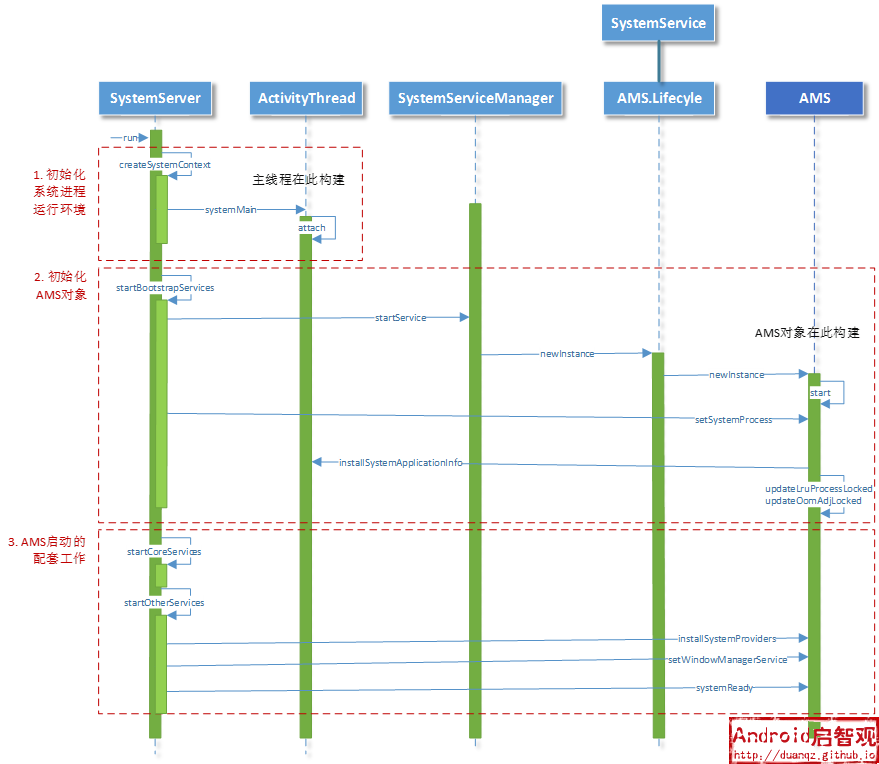 SystemService
SystemServer
ActivityThread
SystemServiceManager
AMS.Lifecyle
AMS
run
createSystemContext
1. 初始化
系统进程
运行环境
主线程在此构建
systemMain
attach
2. 初始化
AMS对象
startBootstrapServices
startService
AMS对象在此构建
newInstance
newInstance
start
setSystemProcess
installSystemApplicationInfo
updateLruProcessLocked
updateOomAdjLocked
3. AMS启动的
配套工作
startCoreServices
startOtherServices
installSystemProviders
setWindowManagerService
systemReady
Android启智观
http://duanqz.github.io